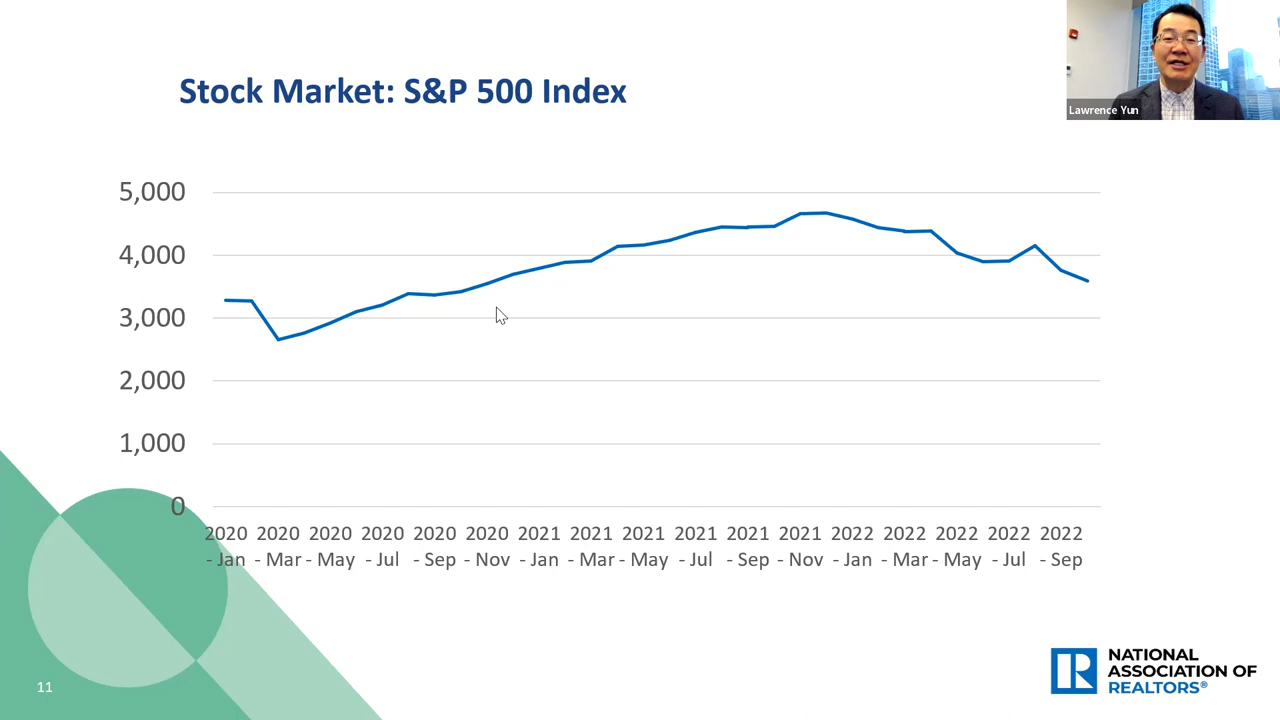 Stock Market: S&P 500 Index
Lawrence Yun
5,000
4,000
3,000
2,000
1,000
0
2020 2020 2020 2020 2020 2020 2021 2021 2021 2021 2021 2021 2022 2022 2022 2022 2022
- Jan - Mar - May - Jul - Sep - Nov - Jan - Mar - May - Jul - Sep - Nov - Jan - Mar - May - Jul - Sep
11
NATIONAL
ASSOCIATION OF
REALTORS®